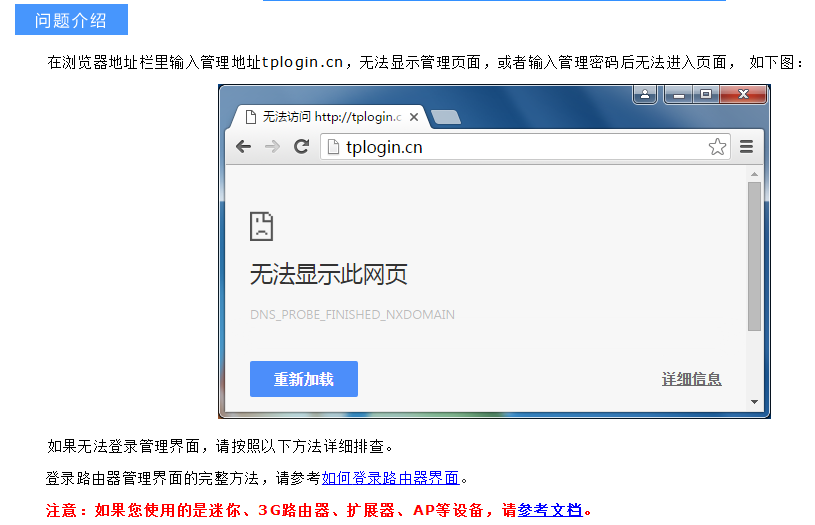 问题介绍
在浏览器地址栏里输入管理地址tplogin.cn，无法显示管理页面，或者输入管理密码后无法进入页面， 如下图：
无法访问 http://tplogin.c
tplogin.cn
无法显示此网页
DNS_PROBE_FINISHED_NXDOMAIN
重新加载 详细信息
如果无法登录管理界面，请按照以下方法详细排查。
登录路由器管理界面的完整方法，请参考如何登录路由器界面。
注意：如果您使用的是迷你、3G路由器、扩展器、AP等设备，请参考文档。